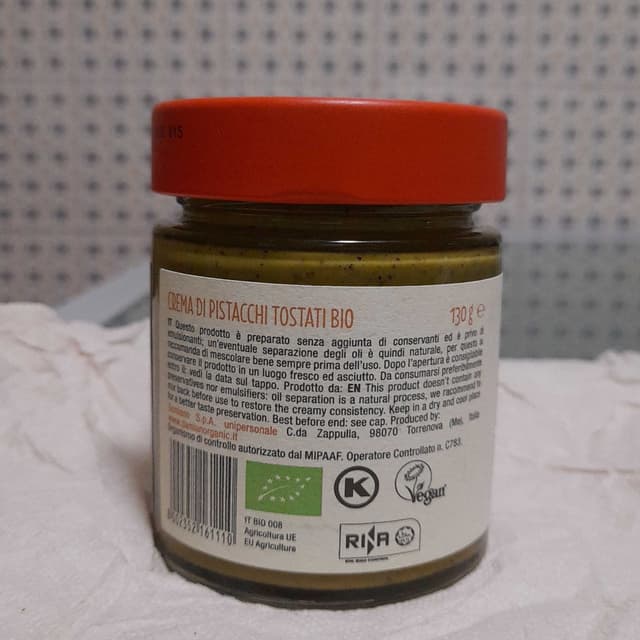 CREMA DI PISTACCHI TOSTATI BIO
130 g e
IT Questo prodotto è preparato senza aggiunta di conservanti ed è privo di
emulsionanti; un'eventuale separazione degli oli è quindi naturale, per questo si
raccomanda di mescolare bene sempre prima dell'uso. Dopo l'apertura è consigliabile
conservare il prodotto in un luogo fresco ed asciutto. Da consumarsi preferibilmente
entro il: vedi la data sul tappo. Prodotto da: EN This product doesn't contain any
preservatives nor emulsifiers: oil separation is a natural process, we recommend to
for a better taste preservation. Best before end: see cap. Produced by:
back before use to restore the creamy consistency. Keep in a dry and cool place
S.p.A. unipersonale C.da Zappulla, 98070 Torrenova (Me), Italia
www.damianorganic.it
Organismo di controllo autorizzato dal MIPAAF. Operatore Controllato n. C783.
8002352161110
IT BIO 008
Agricoltura UE
EU Agriculture
K
Vegan
RINA